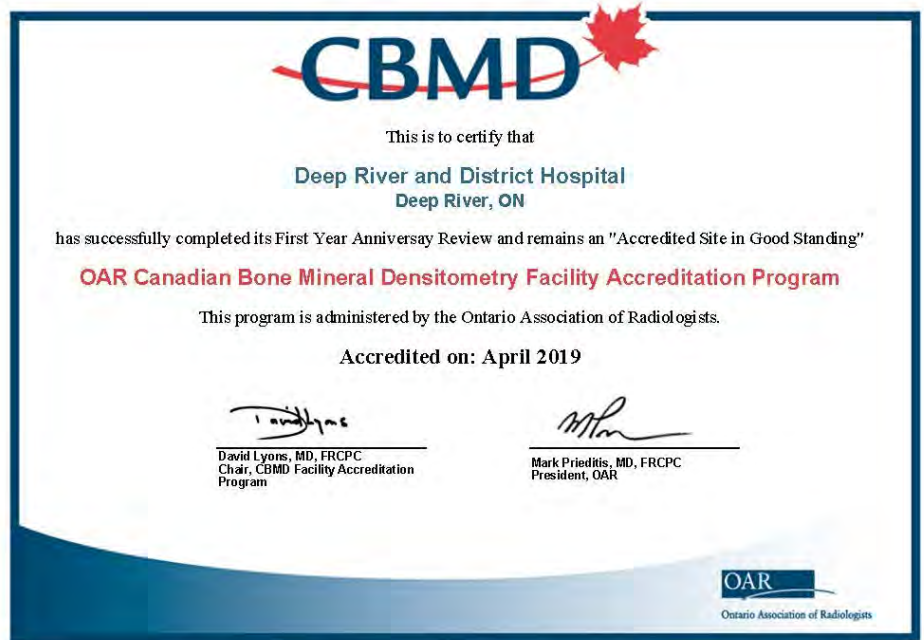 CBMD
This is to certify that
Deep River and District Hospital
Deep River, ON
has successfully completed its First Year Anniversay Review and remains an "Accredited Site in Good Standing"
OAR Canadian Bone Mineral Densitometry Facility Accreditation Program
This program is administered by the Ontario Association of Radiologists.
Accredited on: April 2019
David Lyons
David Lyons, MD, FRCPC
Chair, CBMD Facility Accreditation
Program
Mark Prieditis, MD, FRCPC
President, OAR
OAR
Ontario Association of Radiologists